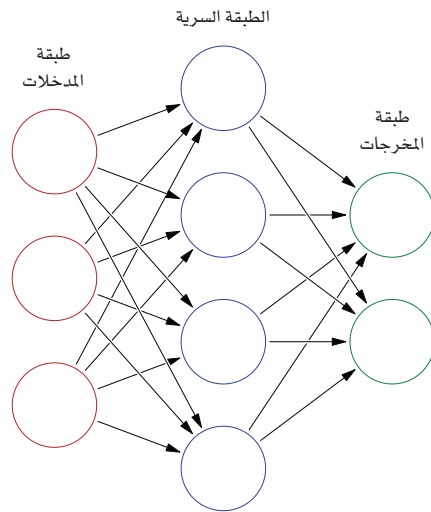 الطبقة السرية
طبقة
المدخلات
طبقة
المخرجات